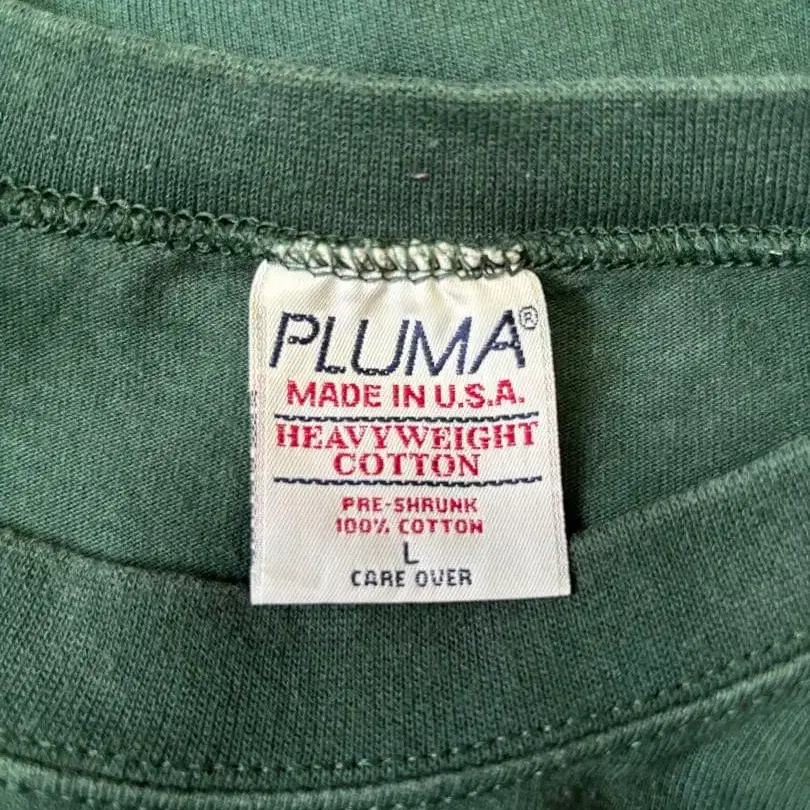 PLUMA®
MADE IN U.S.A.
HEAVYWEIGHT
COTTON
PRE-SHRUNK
100% COTTON
L
CARE OVER